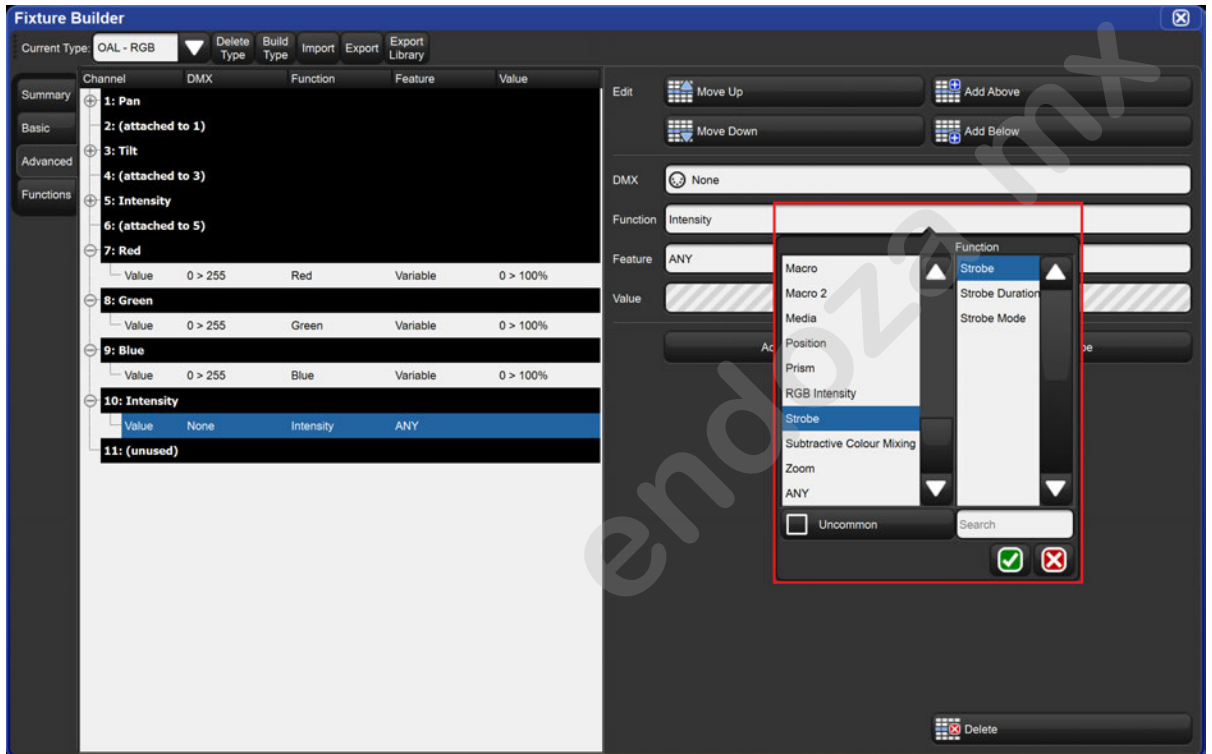 Fixture Builder
Current Type: OAL - RGB Delete Type Build Type Import Export Export Library
Summary
Basic
Advanced
Functions
Channel DMX Function Feature Value
1: Pan
2: (attached to 1)
3: Tilt
4: (attached to 3)
5: Intensity
6: (attached to 5)
7: Red
Value 0 > 255 Red Variable 0 > 100%
8: Green
Value 0 > 255 Green Variable 0 > 100%
9: Blue
Value 0 > 255 Blue Variable 0 > 100%
10: Intensity
Value None Intensity ANY
11: (unused)
Edit Move Up Add Above
Move Down Add Below
DMX None
Function Intensity
Feature ANY
Value
Function
Macro
Macro 2
Media
Position
Prism
RGB Intensity
Strobe
Subtractive Colour Mixing
Zoom
ANY
Strobe
Strobe Duration
Strobe Mode
Uncommon Search
Delete
endoza mx